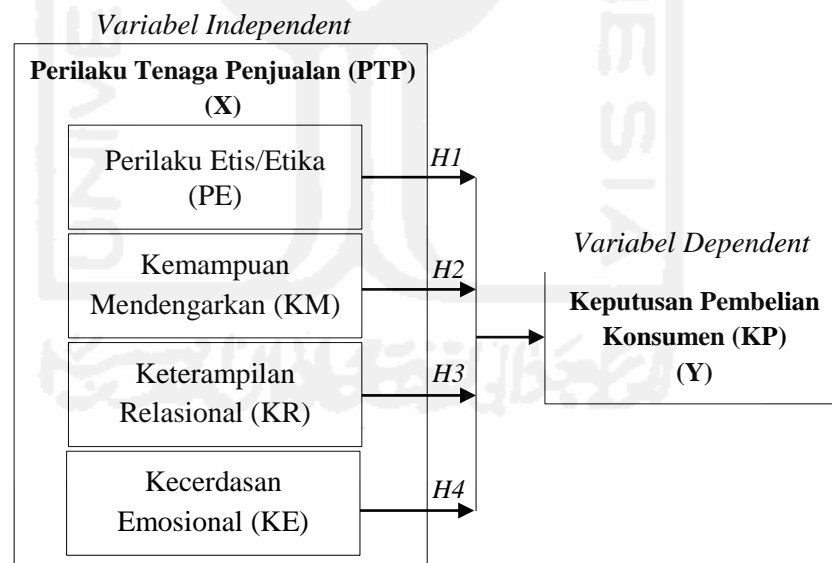 Variabel Independent
Perilaku Tenaga Penjualan (PTP)
(X)
Perilaku Etis/Etika
(PE)
H1
Kemampuan
Mendengarkan (KM)
H2
Keterampilan
Relasional (KR)
H3
Kecerdasan
Emosional (KE)
H4
Variabel Dependent
Keputusan Pembelian
Konsumen (KP)
(Y)